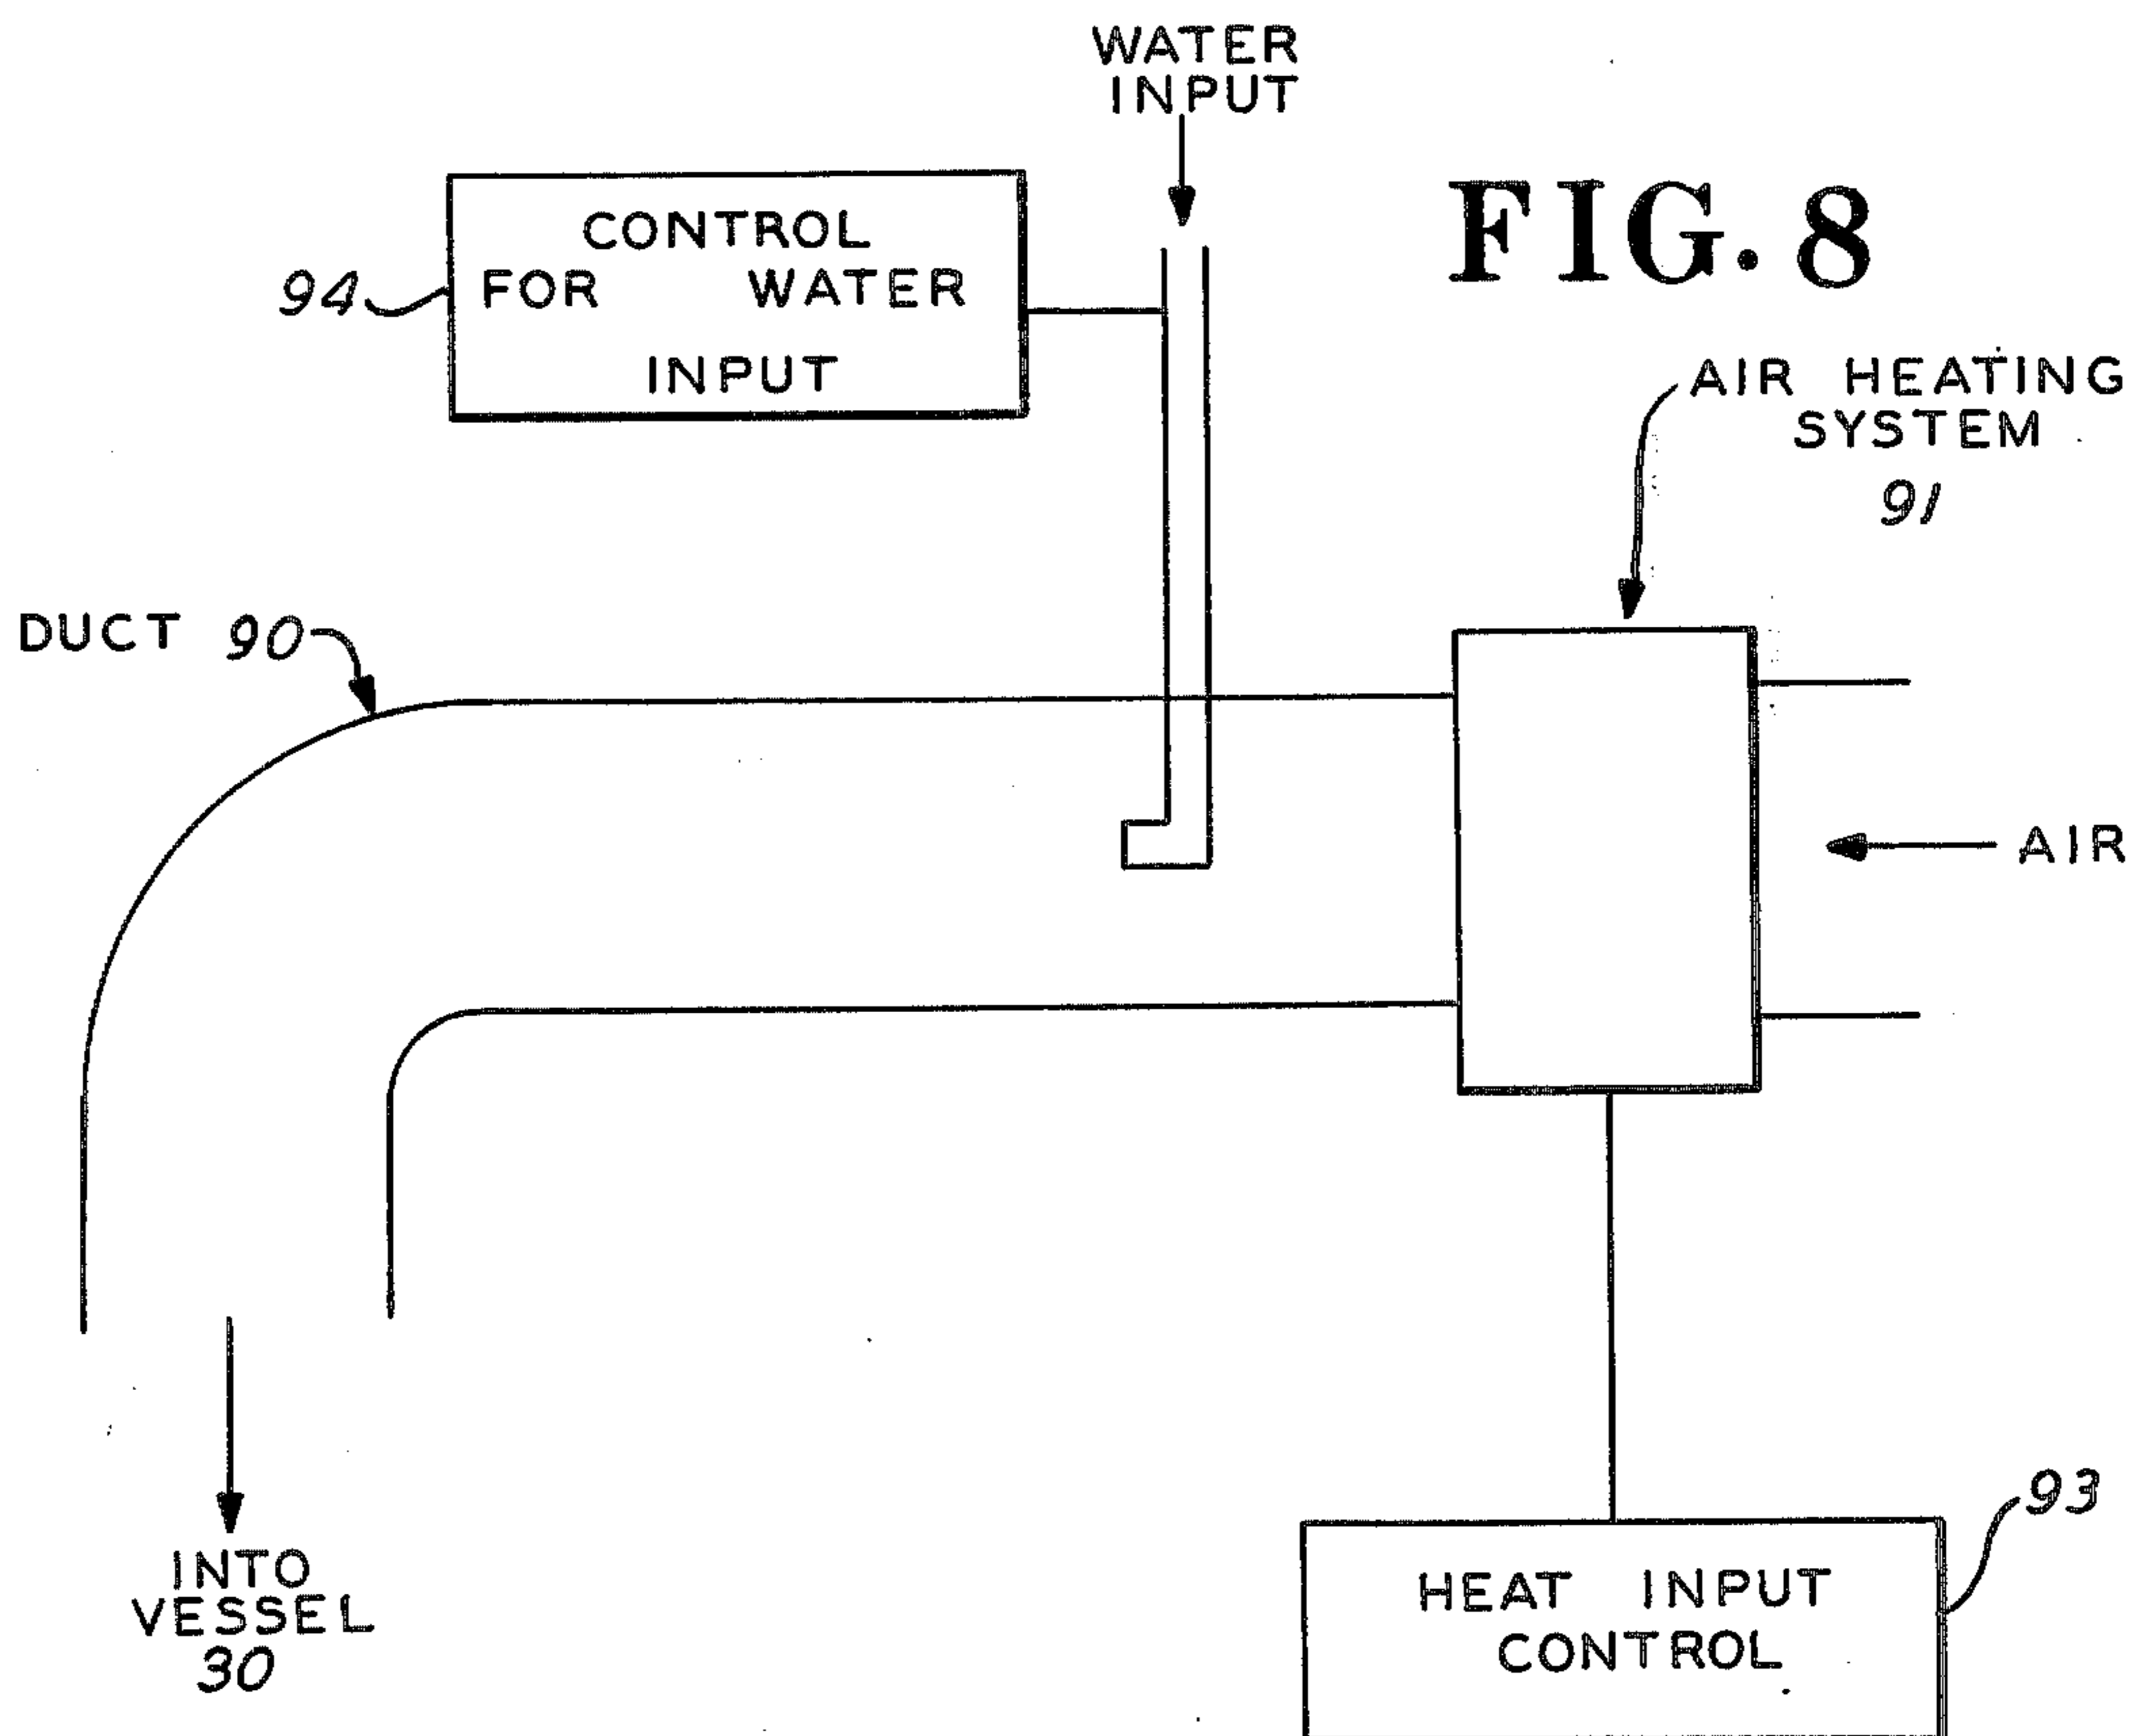 WATER
INPUT
FIG. 8
CONTROL
FOR WATER
INPUT
94
AIR HEATING
SYSTEM
91
DUCT 90
AIR
INTO
VESSEL
30
93
HEAT INPUT
CONTROL